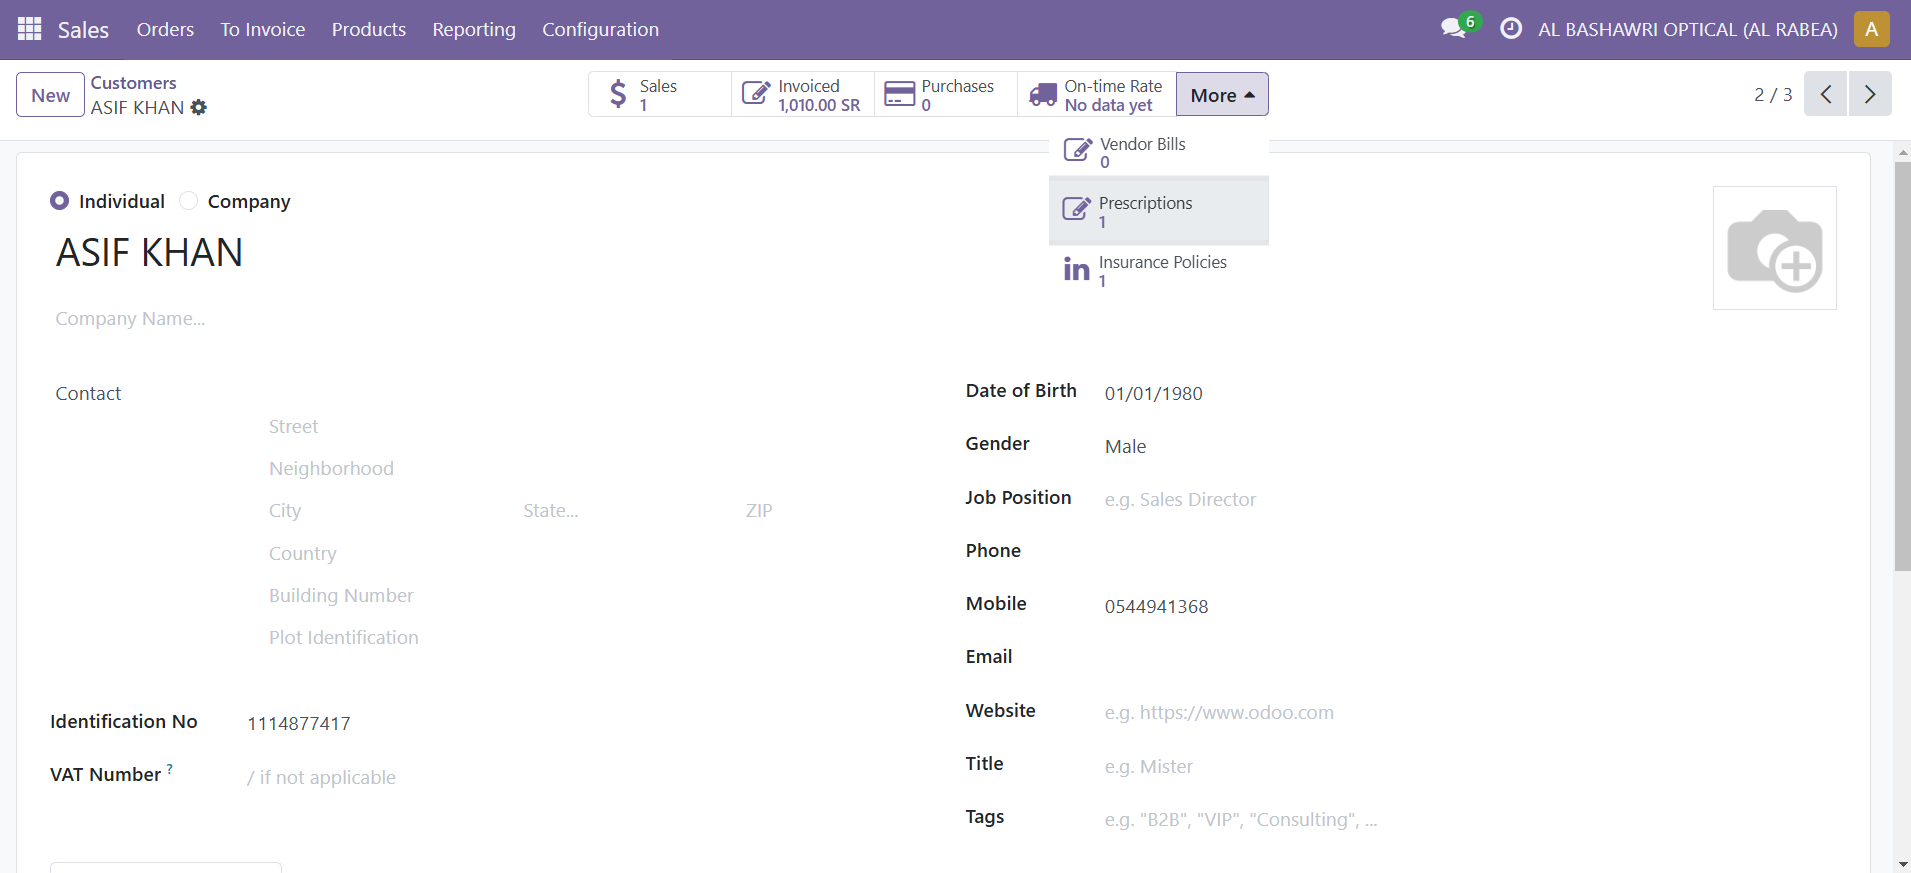 Sales Orders To Invoice Products Reporting Configuration 6 AL BASHAWRI OPTICAL (AL RABEA) A
New
Customers
ASIF KHAN
Sales
1
Invoiced
1,010.00 SR
Purchases
0
On-time Rate
No data yet
More
2 / 3
Vendor Bills
0
Prescriptions
1
in Insurance Policies
1
Individual Company
ASIF KHAN
Company Name...
Contact
Street
Neighborhood
City State... ZIP
Country
Building Number
Plot Identification
Identification No 1114877417
VAT Number ? / if not applicable
Date of Birth 01/01/1980
Gender Male
Job Position e.g. Sales Director
Phone
Mobile 0544941368
Email
Website e.g. https://www.odoo.com
Title e.g. Mister
Tags e.g. "B2B", "VIP", "Consulting", ...